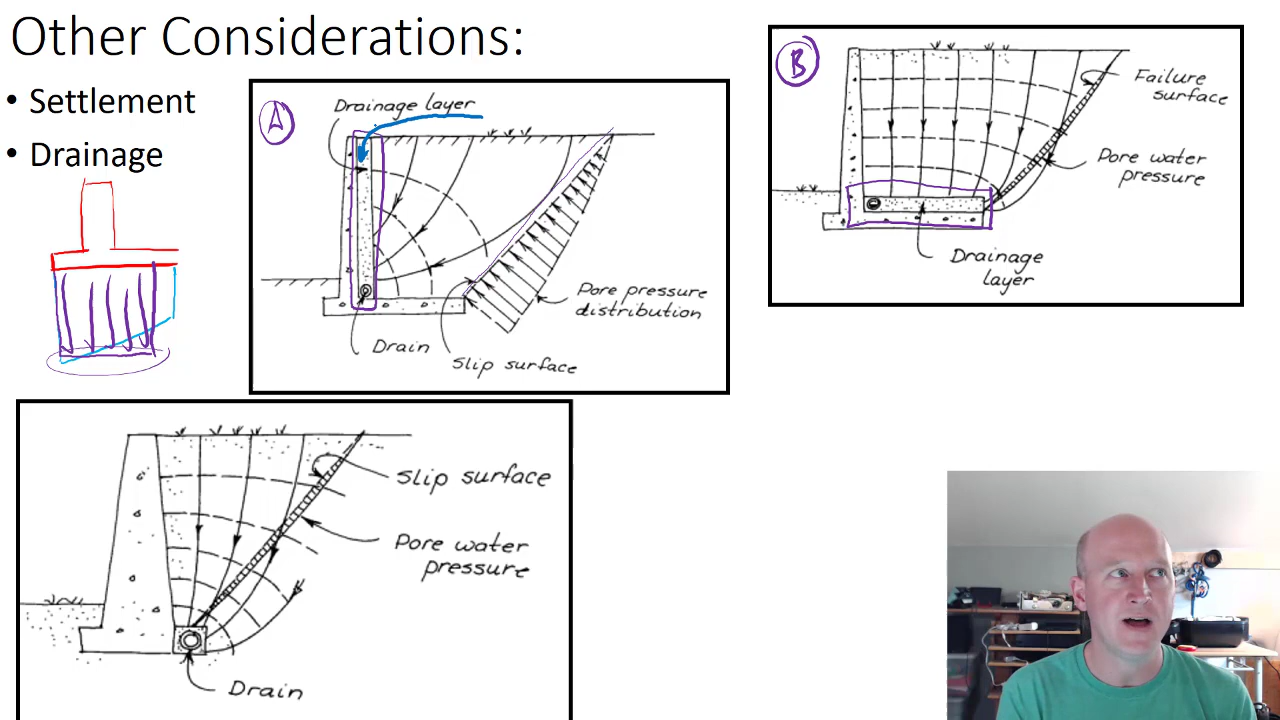 Other Considerations:
• Settlement
• Drainage
A
Drainage layer
Pore pressure
distribution
Drain
Slip surface
B
Failure
surface
Pore water
pressure
Drainage
layer
Slip surface
Pore water
pressure
Drain